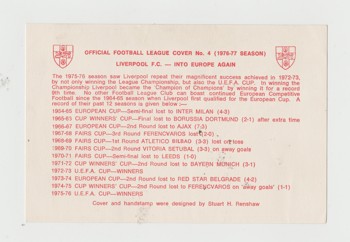 OFFICIAL FOOTBALL LEAGUE COVER No. 4 (1976-77 SEASON)
LIVERPOOL F.C. — INTO EUROPE AGAIN
The 1975-76 season saw Liverpool repeat their magnificent success achieved in 1972-73,
by not only winning the League Championship, but also the U.E.F.A. CUP. In winning the
Championship Liverpool became the 'Champion of Champions' by winning it for a record
9th time. No other Football League Club can boast continued European Competitive
Football since the 1964-65 season when Liverpool first qualified for the European Cup. A
record of their past 12 seasons is given below :—
1964-65 EUROPEAN CUP—Semi-final lost to INTER MILAN (4-3)
1965-66 CUP WINNERS' CUP—Final lost to BORUSSIA DORTMUND (2-1) after extra time
1966-67 EUROPEAN CUP—2nd Round lost to AJAX (7-3)
1967-68 FAIRS CUP—3rd Round lost to FERENCVAROS (2-0)
1968-69 FAIRS CUP—1st Round lost ATLETICO BILBAO (3-3) lost on toss
1969-70 FAIRS CUP—2nd Round VITORIA SETUBAL (3-3) on away goals
1970-71 FAIRS CUP—Semi-final lost to LEEDS (1-0)
1971-72 CUP WINNERS' CUP—2nd Round lost to BAYERN MUNICH (3-1)
1972-73 U.E.F.A. CUP—WINNERS
1973-74 EUROPEAN CUP—2nd Round lost to RED STAR BELGRADE (4-2)
1974-75 CUP WINNERS' CUP—2nd Round lost to FERENCVAROS on 'away goals' (1-1)
1975-76 U.E.F.A. CUP—WINNERS
Cover and handstamp were designed by Stuart H. Renshaw